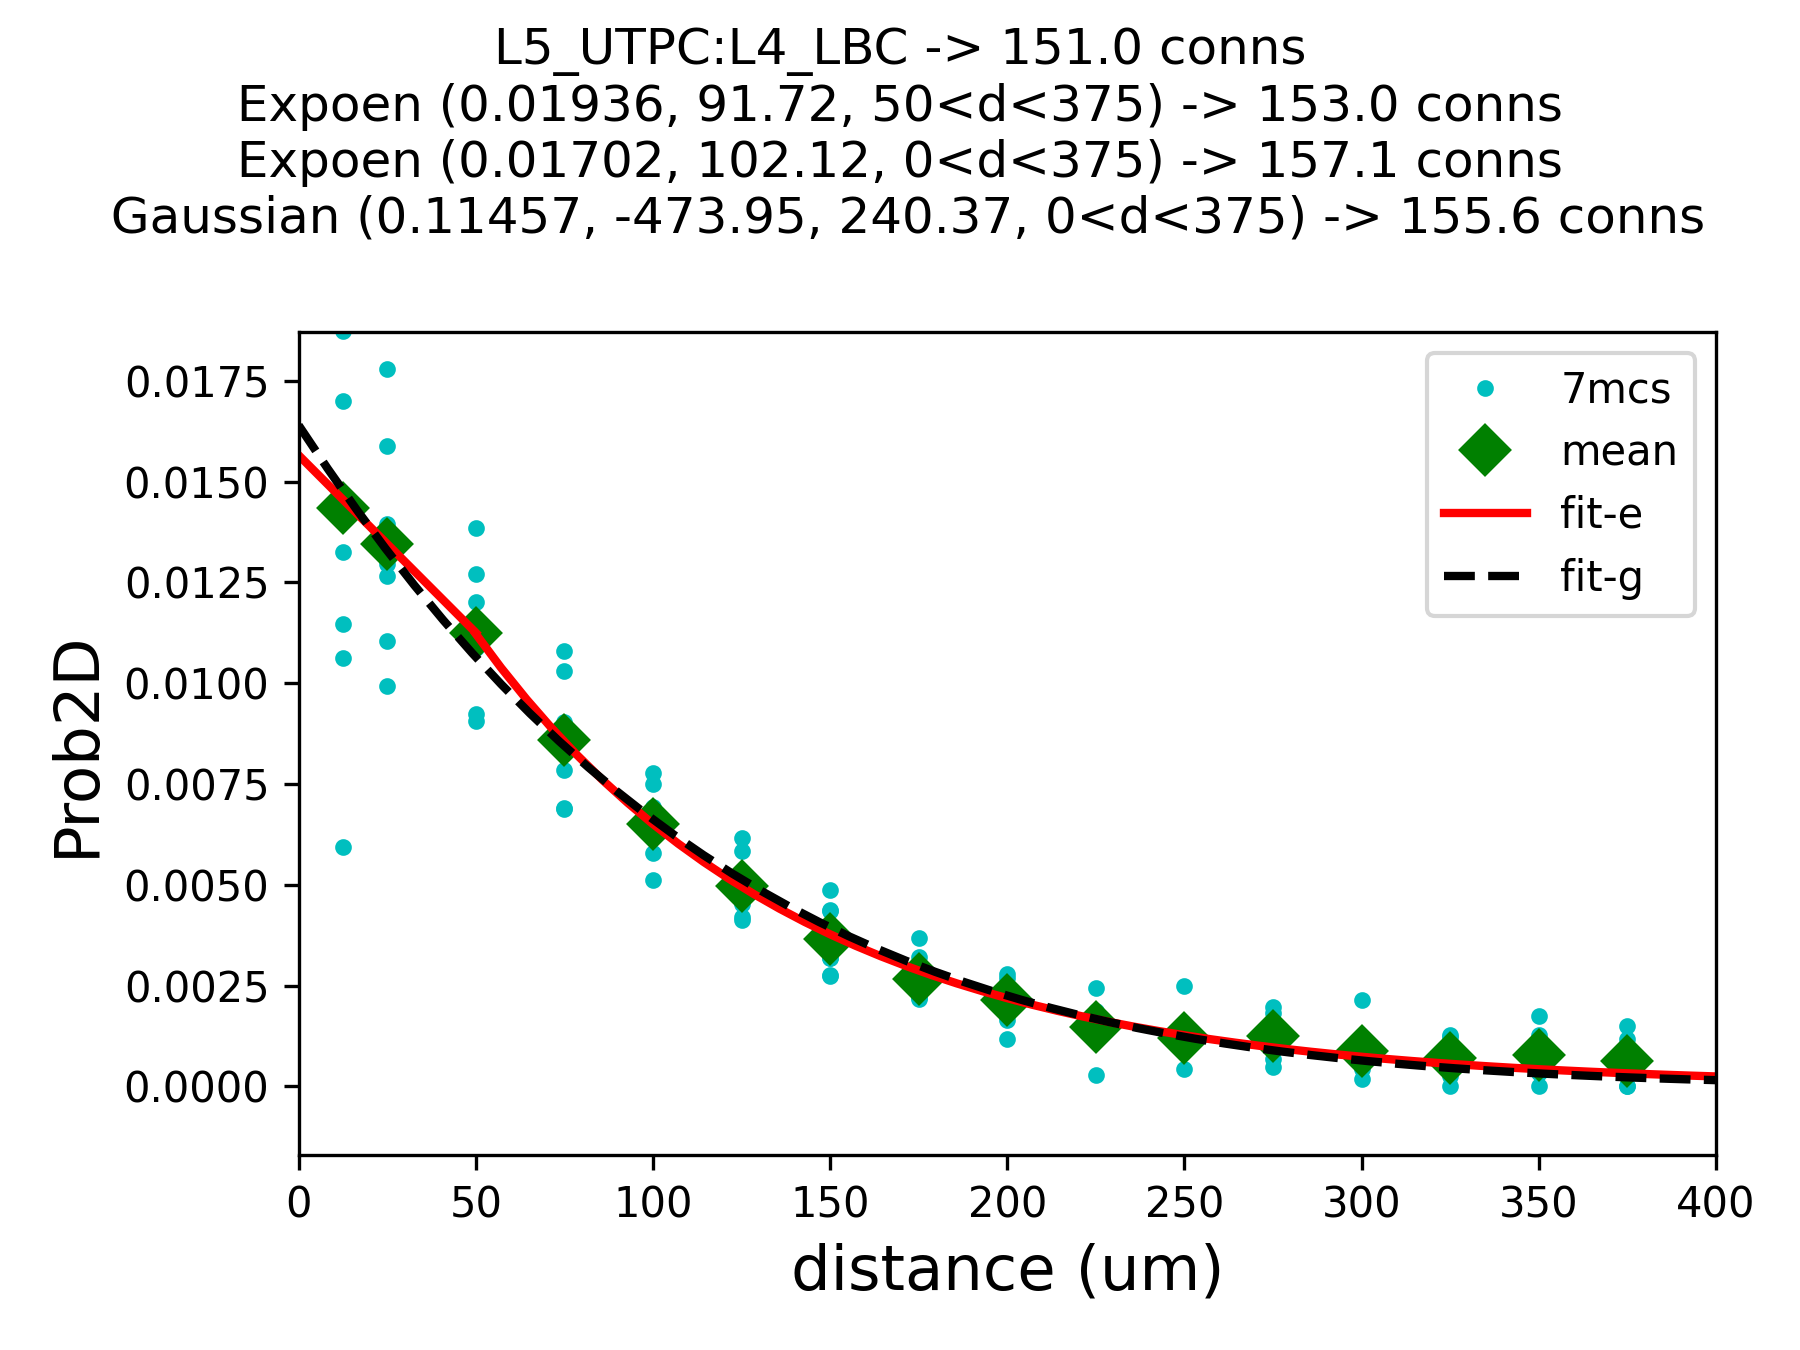 L5_UTPC:L4_LBC -> 151.0 conns
Expoen (0.01936, 91.72, 50<d<375) -> 153.0 conns
Expoen (0.01702, 102.12, 0<d<375) -> 157.1 conns
Gaussian (0.11457, -473.95, 240.37, 0<d<375) -> 155.6 conns
7mcs
mean
fit-e
fit-g
Prob2D
0.0175
0.0150
0.0125
0.0100
0.0075
0.0050
0.0025
0.0000
0 50 100 150 200 250 300 350 400
distance (um)